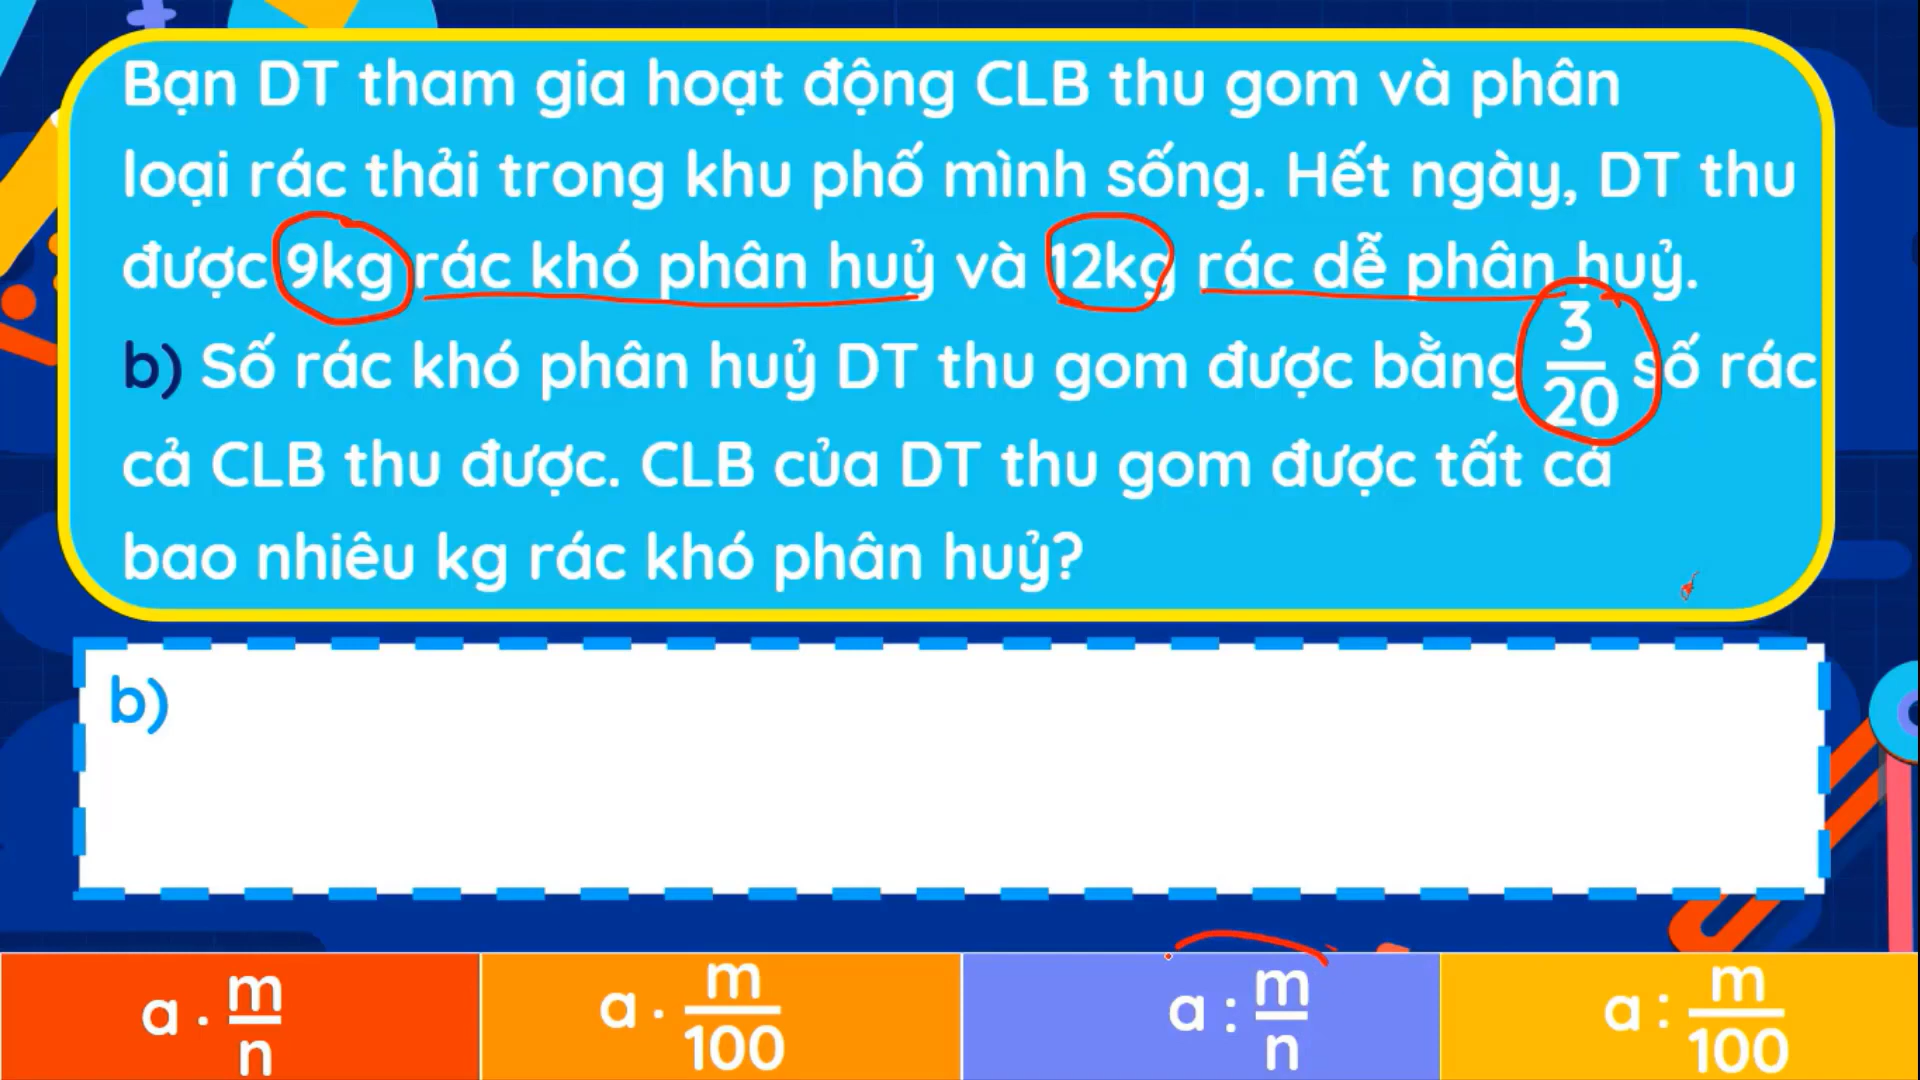 Bạn DT tham gia hoạt động CLB thu gom và phân
loại rác thải trong khu phố mình sống. Hết ngày, DT thu
được 9kg rác khó phân huỷ và 12kg rác dễ phân huỷ.
b) Số rác khó phân huỷ DT thu gom được bằng 3/20 số rác
cả CLB thu được. CLB của DT thu gom được tất cả
bao nhiêu kg rác khó phân huỷ?
b)
a · m/n
a · m/100
a : m/n
a : m/100